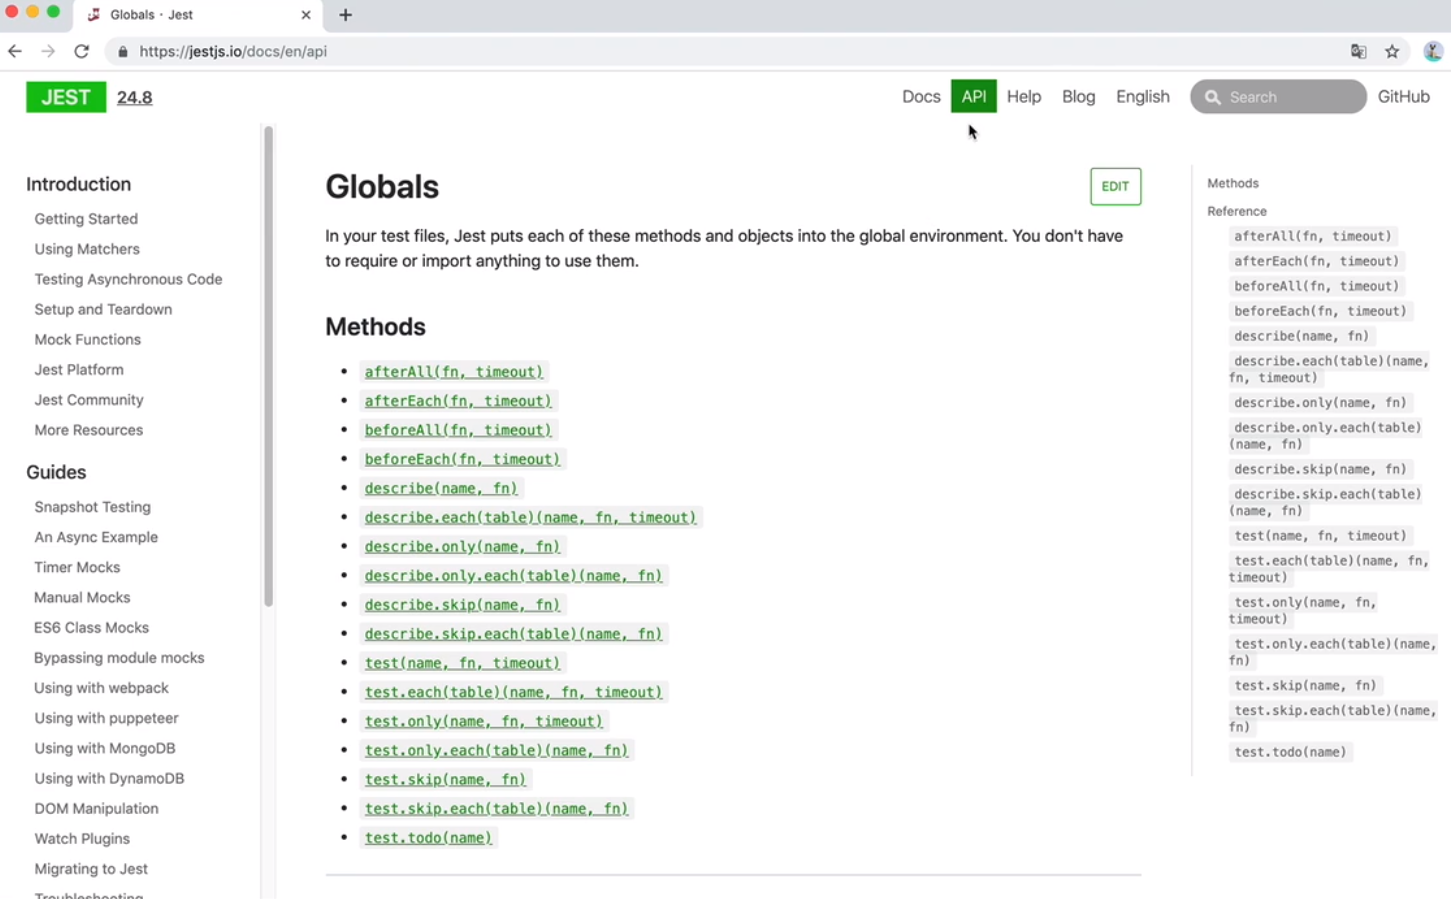 Globals · Jest
https://jestjs.io/docs/en/api
JEST 24.8
Docs API Help Blog English Search GitHub
Introduction
Getting Started
Using Matchers
Testing Asynchronous Code
Setup and Teardown
Mock Functions
Jest Platform
Jest Community
More Resources
Guides
Snapshot Testing
An Async Example
Timer Mocks
Manual Mocks
ES6 Class Mocks
Bypassing module mocks
Using with webpack
Using with puppeteer
Using with MongoDB
Using with DynamoDB
DOM Manipulation
Watch Plugins
Migrating to Jest
Troubleshooting
Globals
EDIT
In your test files, Jest puts each of these methods and objects into the global environment. You don't have
to require or import anything to use them.
Methods
afterAll(fn, timeout)
afterEach(fn, timeout)
beforeAll(fn, timeout)
beforeEach(fn, timeout)
describe(name, fn)
describe.each(table)(name, fn, timeout)
describe.only(name, fn)
describe.only.each(table)(name, fn)
describe.skip(name, fn)
describe.skip.each(table)(name, fn)
test(name, fn, timeout)
test.each(table)(name, fn, timeout)
test.only(name, fn, timeout)
test.only.each(table)(name, fn)
test.skip(name, fn)
test.skip.each(table)(name, fn)
test.todo(name)
Methods
Reference
afterAll(fn, timeout)
afterEach(fn, timeout)
beforeAll(fn, timeout)
beforeEach(fn, timeout)
describe(name, fn)
describe.each(table)(name,
fn, timeout)
describe.only(name, fn)
describe.only.each(table)
(name, fn)
describe.skip(name, fn)
describe.skip.each(table)
(name, fn)
test(name, fn, timeout)
test.each(table)(name, fn,
timeout)
test.only(name, fn,
timeout)
test.only.each(table)(name,
fn)
test.skip(name, fn)
test.skip.each(table)(name,
fn)
test.todo(name)